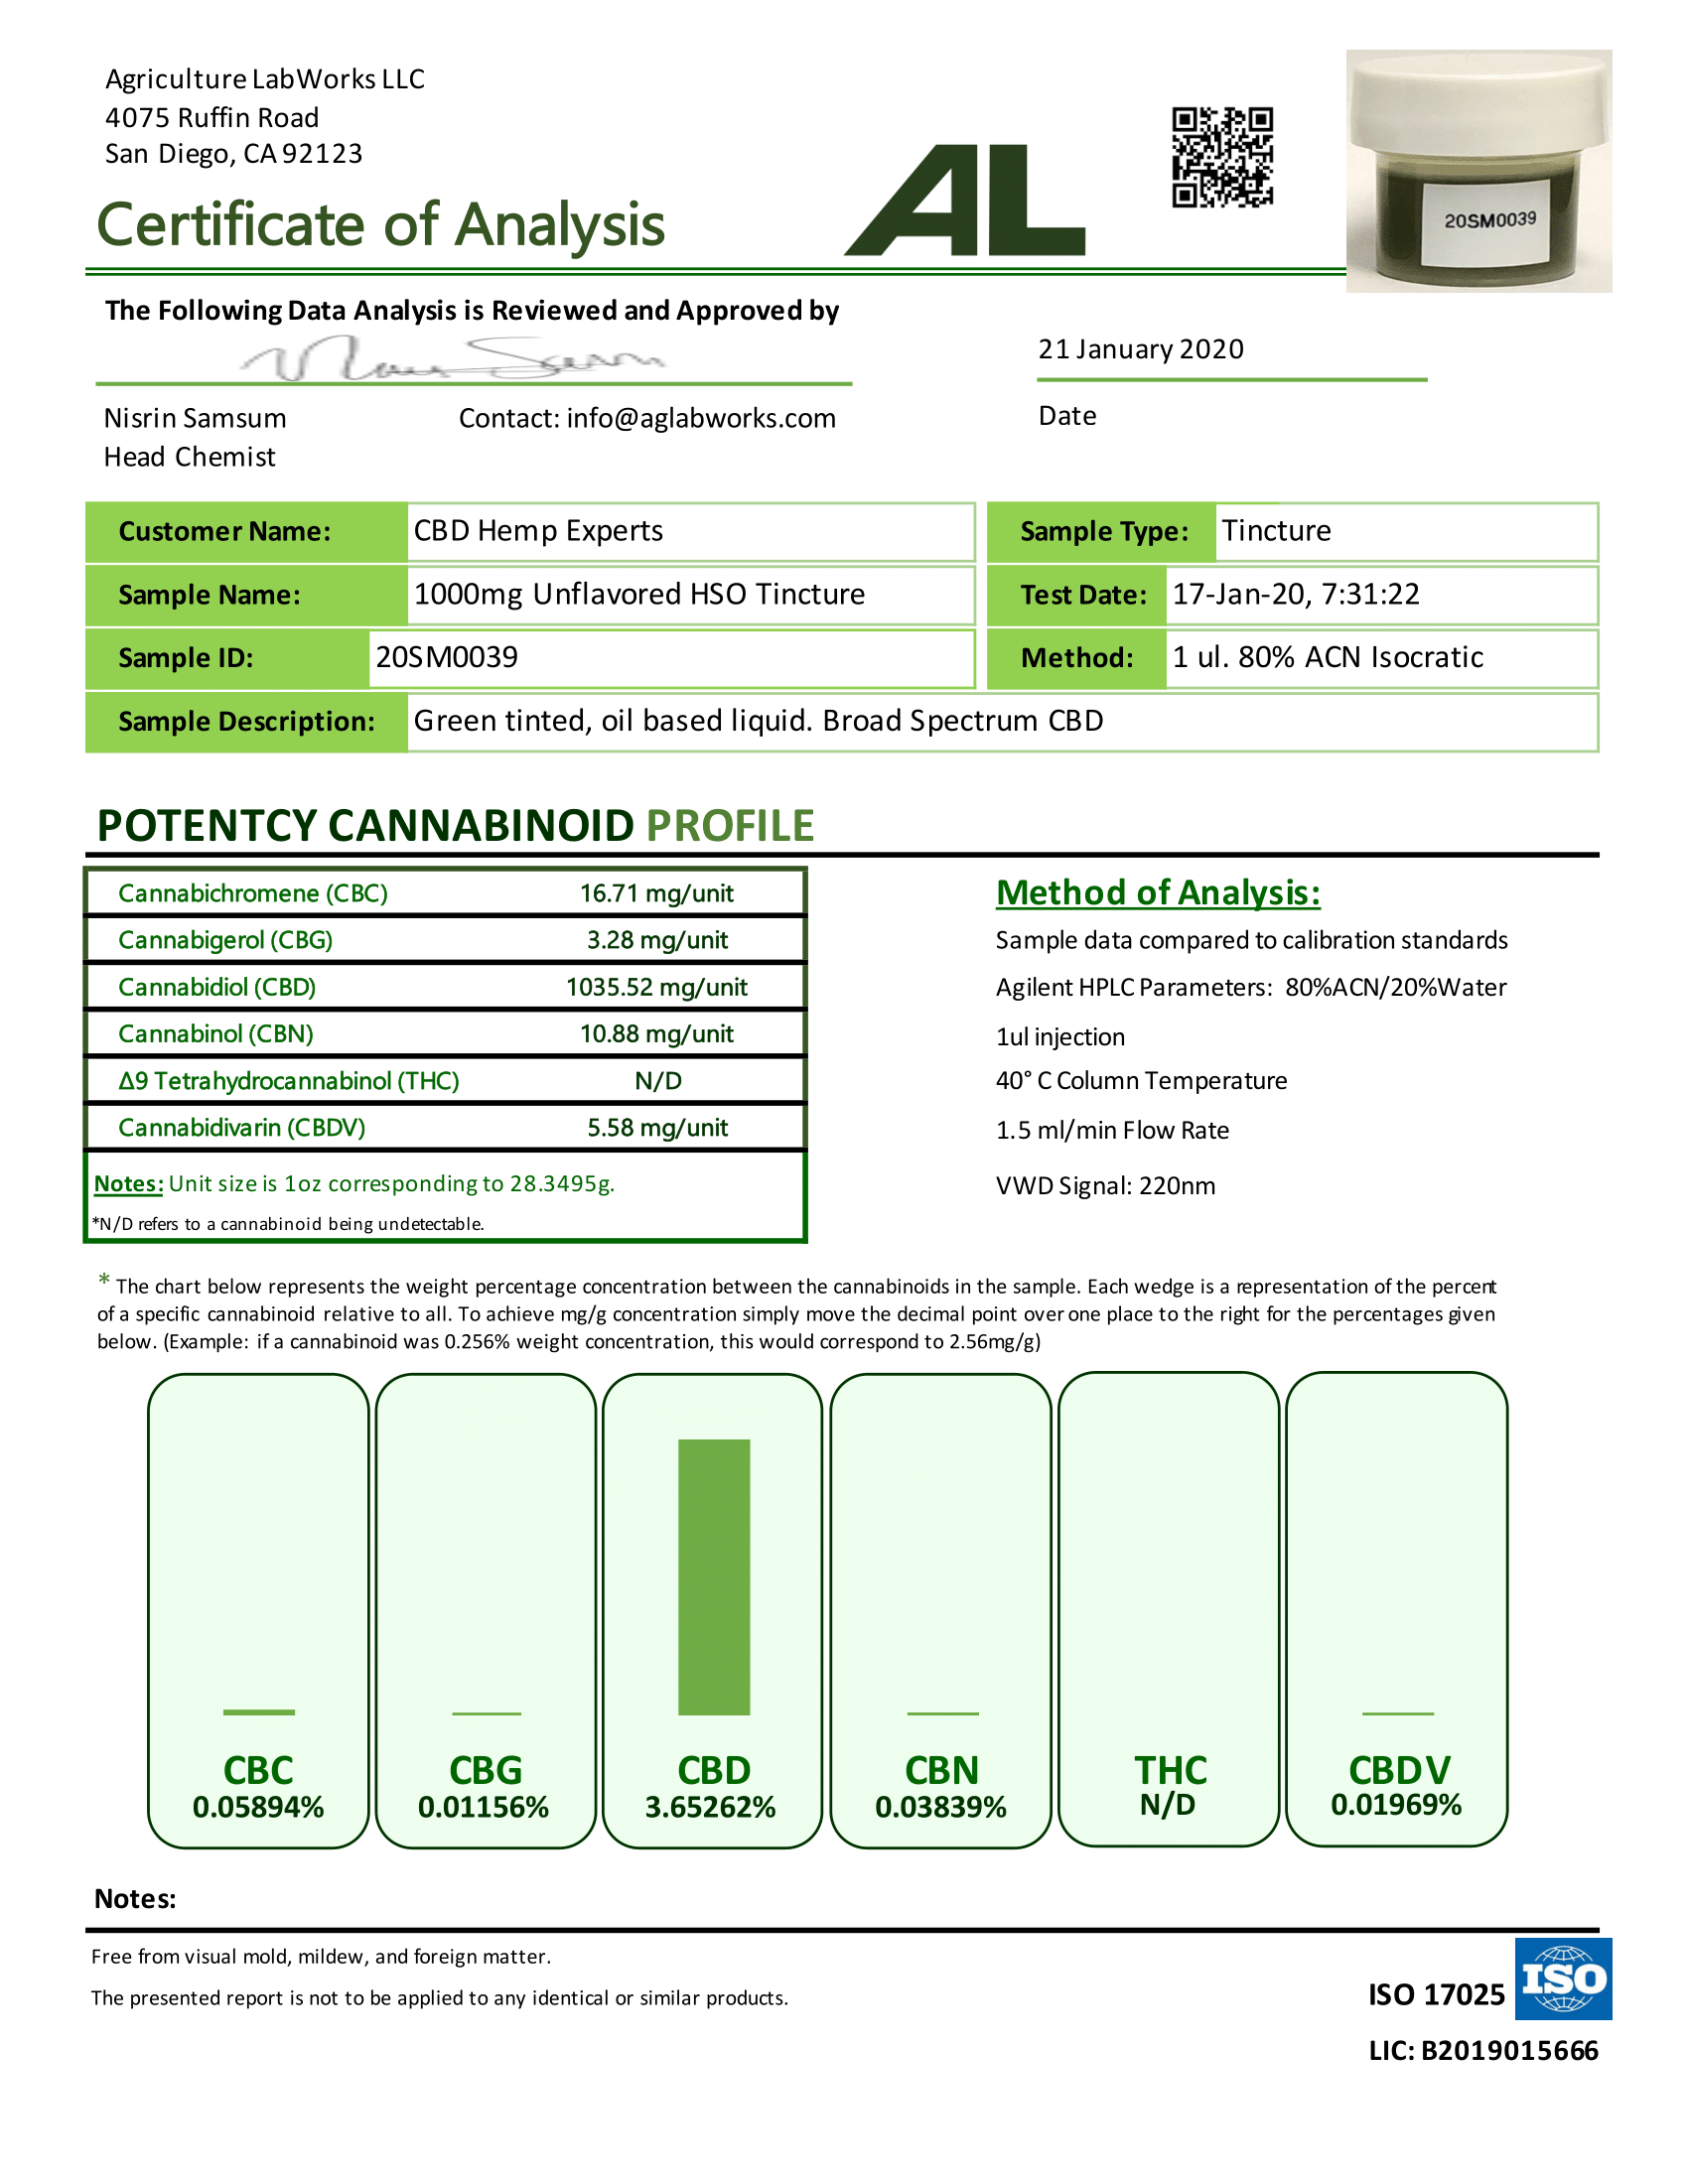 Agriculture LabWorks LLC
4075 Ruffin Road
San Diego, CA 92123
Certificate of Analysis
AL
20SM0039
The Following Data Analysis is Reviewed and Approved by
21 January 2020
Nisrin Samsum
Contact: info@aglabworks.com
Date
Head Chemist
Customer Name: CBD Hemp Experts
Sample Type: Tincture
Sample Name: 1000mg Unflavored HSO Tincture
Test Date: 17-Jan-20, 7:31:22
Sample ID: 20SM0039
Method: 1 ul. 80% ACN Isocratic
Sample Description: Green tinted, oil based liquid. Broad Spectrum CBD
POTENTCY CANNABINOID PROFILE
Cannabichromene (CBC) 16.71 mg/unit
Cannabigerol (CBG) 3.28 mg/unit
Cannabidiol (CBD) 1035.52 mg/unit
Cannabinol (CBN) 10.88 mg/unit
Δ9 Tetrahydrocannabinol (THC) N/D
Cannabidivarin (CBDV) 5.58 mg/unit
Notes: Unit size is 1oz corresponding to 28.3495g.
*N/D refers to a cannabinoid being undetectable.
Method of Analysis:
Sample data compared to calibration standards
Agilent HPLC Parameters: 80%ACN/20%Water
1ul injection
40° C Column Temperature
1.5 ml/min Flow Rate
VWD Signal: 220nm
* The chart below represents the weight percentage concentration between the cannabinoids in the sample. Each wedge is a representation of the percent
of a specific cannabinoid relative to all. To achieve mg/g concentration simply move the decimal point over one place to the right for the percentages given
below. (Example: if a cannabinoid was 0.256% weight concentration, this would correspond to 2.56mg/g)
CBC
0.05894%
CBG
0.01156%
CBD
3.65262%
CBN
0.03839%
THC
N/D
CBDV
0.01969%
Notes:
Free from visual mold, mildew, and foreign matter.
The presented report is not to be applied to any identical or similar products.
ISO 17025
ISO
LIC: B2019015666